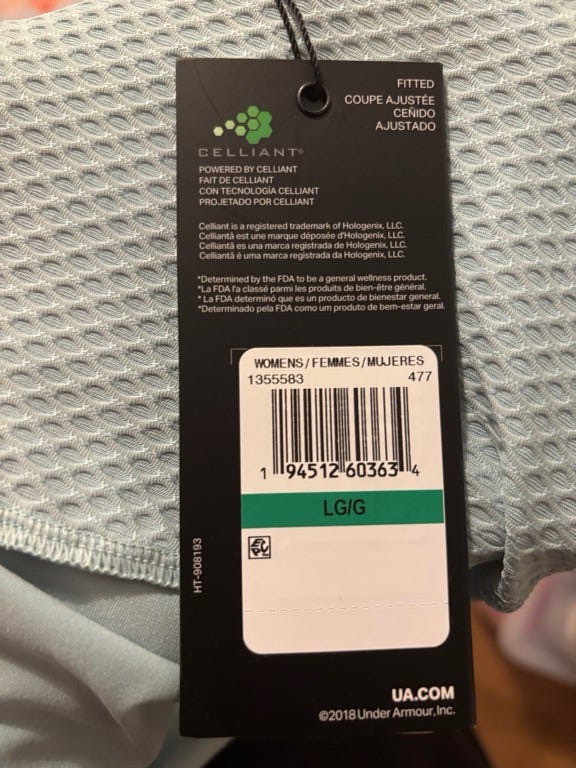 FITTED
COUPE AJUSTÉE
CEÑIDO
AJUSTADO
CELLIANT®
POWERED BY CELLIANT
FAIT DE CELLIANT
CON TECNOLOGÍA CELLIANT
PROJETADO POR CELLIANT
Celliant is a registered trademark of Hologenix, LLC.
Celliantâ est une marque déposée d'Hologenix, LLC.
Celliantâ es una marca registrada de Hologenix, LLC.
Celliantâ é uma marca registrada da Hologenix, LLC.
*Determined by the FDA to be a general wellness product.
*La FDA l'a classé parmi les produits de bien-être général.
* La FDA determinó que es un producto de bienestar general.
*Determinado pela FDA como um produto de bem-estar geral.
WOMENS/FEMMES/MUJERES
1355583 477
1 94512 60363 4
LG/G
HT-908193
UA.COM
©2018 Under Armour, Inc.